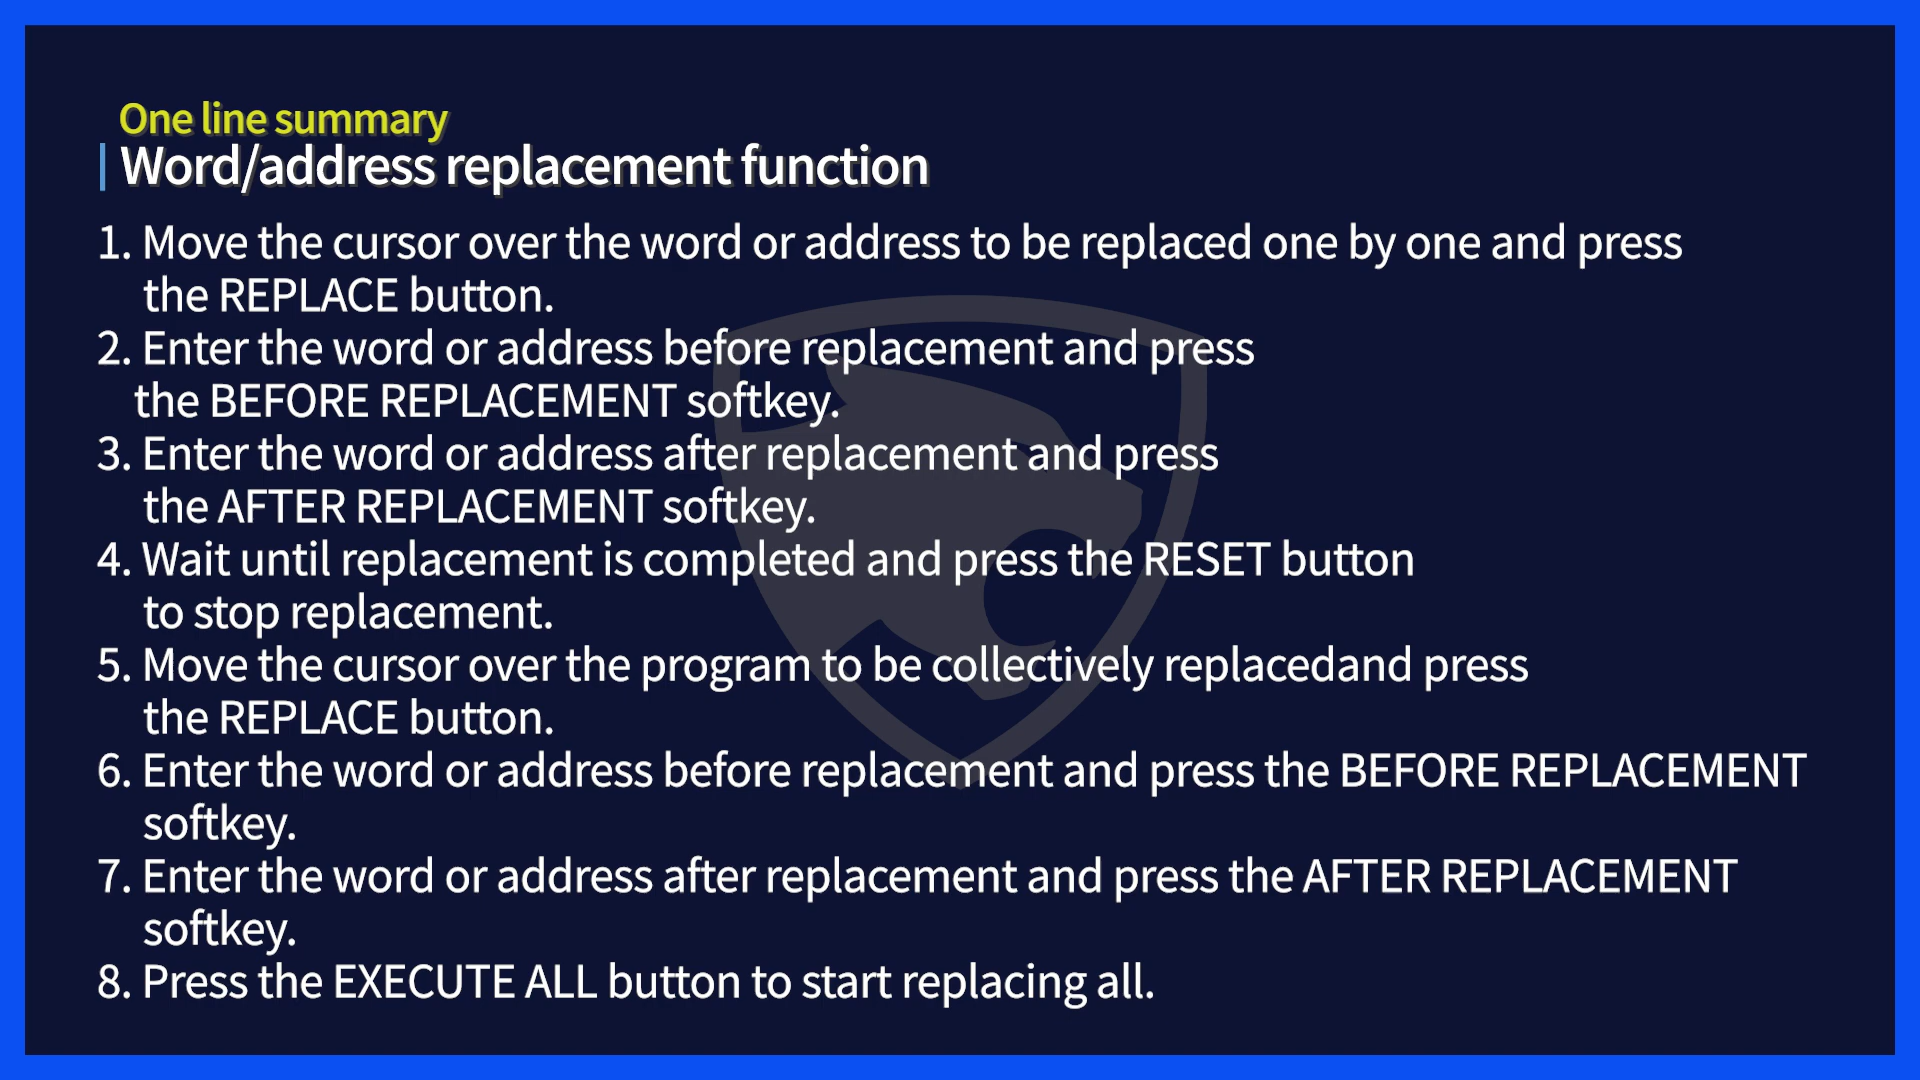 One line summary
Word/address replacement function
1. Move the cursor over the word or address to be replaced one by one and press
the REPLACE button.
2. Enter the word or address before replacement and press
the BEFORE REPLACEMENT softkey.
3. Enter the word or address after replacement and press
the AFTER REPLACEMENT softkey.
4. Wait until replacement is completed and press the RESET button
to stop replacement.
5. Move the cursor over the program to be collectively replacedand press
the REPLACE button.
6. Enter the word or address before replacement and press the BEFORE REPLACEMENT
softkey.
7. Enter the word or address after replacement and press the AFTER REPLACEMENT
softkey.
8. Press the EXECUTE ALL button to start replacing all.